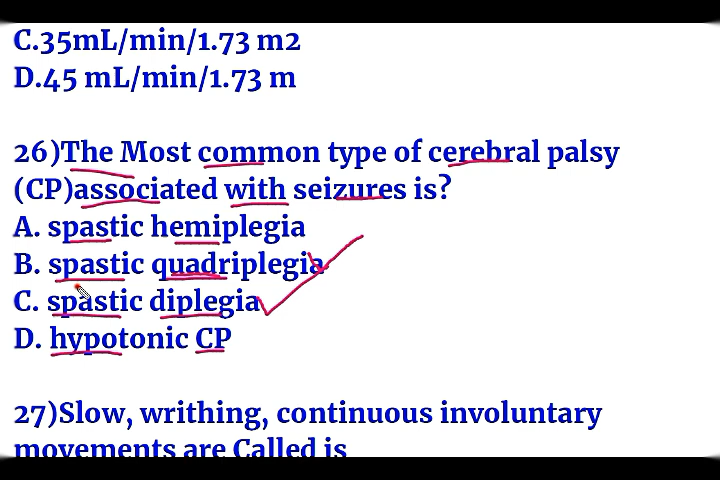 C.35mL/min/1.73 m2
D.45 mL/min/1.73 m
26)The Most common type of cerebral palsy
(CP)associated with seizures is?
A. spastic hemiplegia
B. spastic quadriplegia
C. spastic diplegia
D. hypotonic CP
27)Slow, writhing, continuous involuntary
movements are Called is